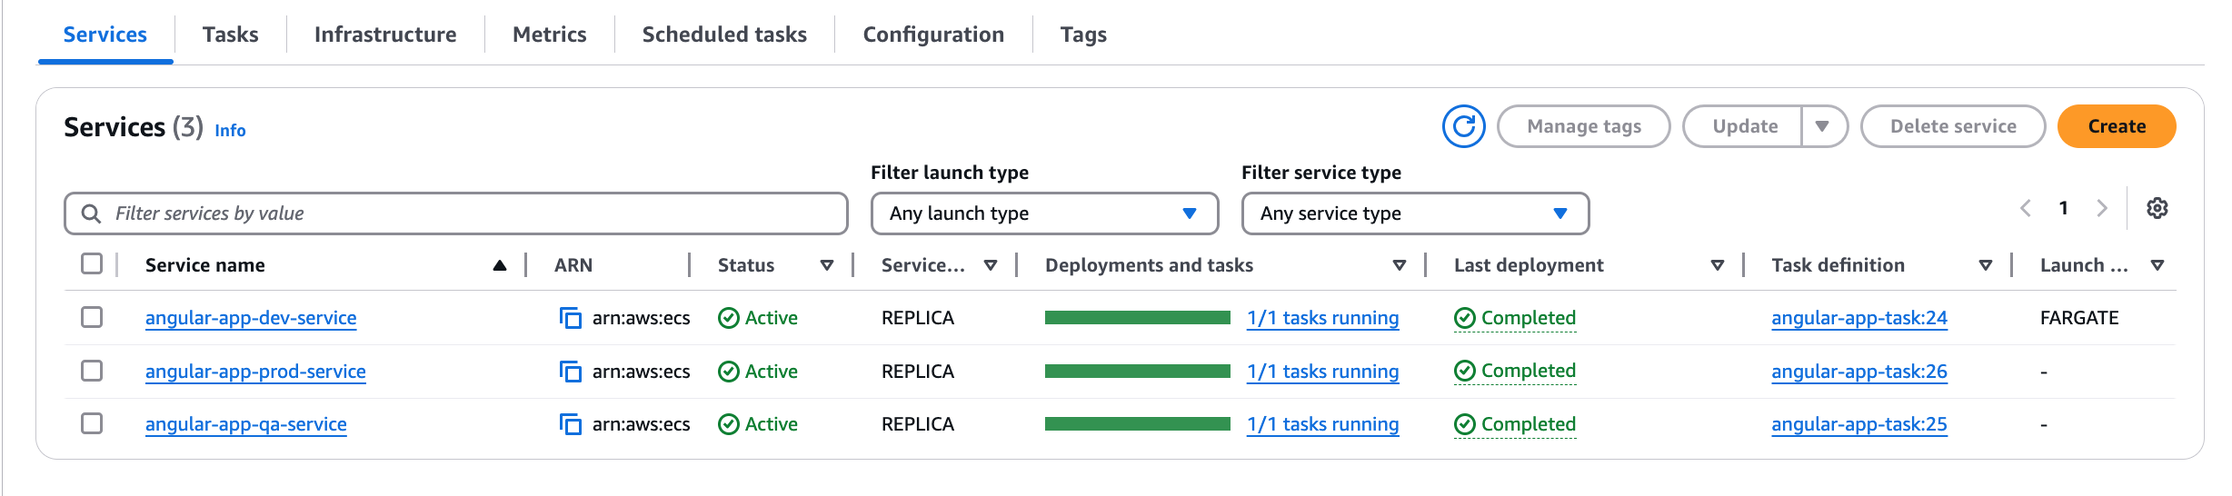 Services Tasks Infrastructure Metrics Scheduled tasks Configuration Tags
Services (3) Info Manage tags Update Delete service Create
Filter launch type Filter service type
Filter services by value Any launch type Any service type 1
Service name ARN Status Service... Deployments and tasks Last deployment Task definition Launch ...
angular-app-dev-service arn:aws:ecs Active REPLICA 1/1 tasks running Completed angular-app-task:24 FARGATE
angular-app-prod-service arn:aws:ecs Active REPLICA 1/1 tasks running Completed angular-app-task:26 -
angular-app-qa-service arn:aws:ecs Active REPLICA 1/1 tasks running Completed angular-app-task:25 -